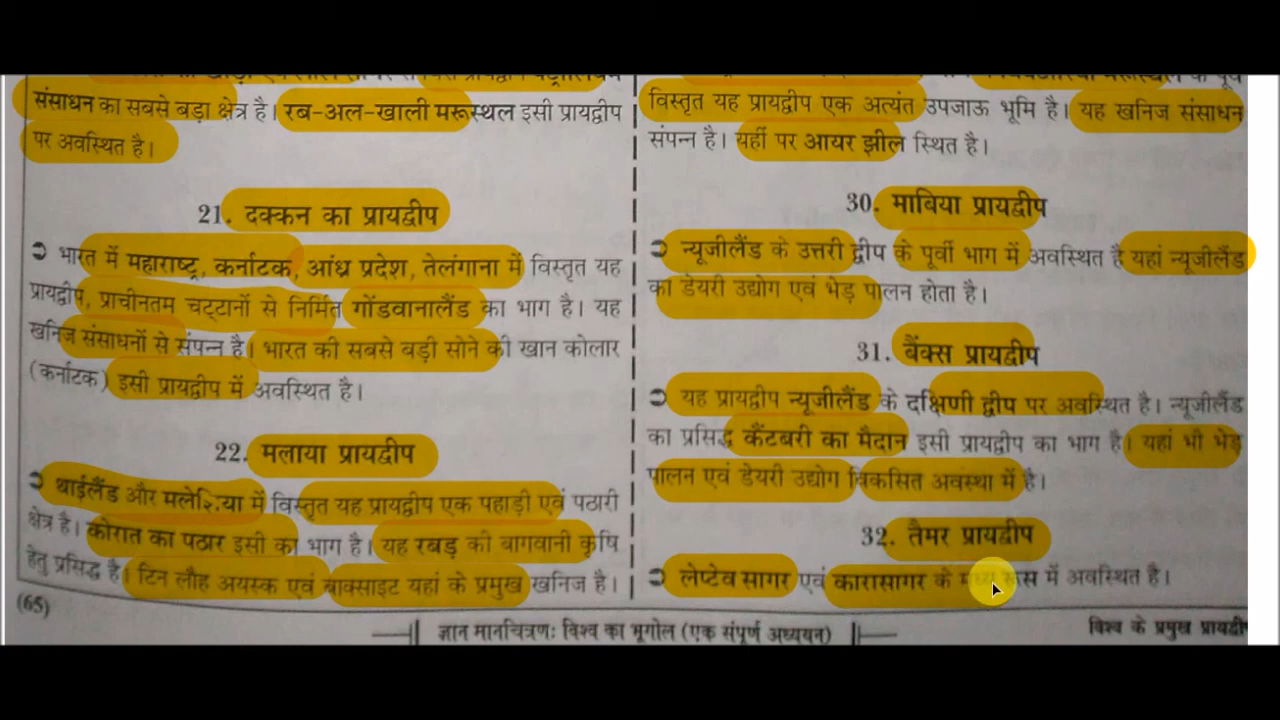 संसाधन का सबसे बड़ा क्षेत्र है। रब-अल-खाली मरूस्थल इसी प्रायद्वीप
पर अवस्थित है।
21. दक्कन का प्रायद्वीप
➲ भारत में महाराष्ट्र, कर्नाटक, आंध्र प्रदेश, तेलंगाना में विस्तृत यह
प्रायद्वीप, प्राचीनतम चट्टानों से निर्मित गोंडवानालैंड का भाग है। यह
खनिज संसाधनों से संपन्न है। भारत की सबसे बड़ी सोने की खान कोलार
(कर्नाटक) इसी प्रायद्वीप में अवस्थित है।
22. मलाया प्रायद्वीप
➲ थाईलैंड और मलेशिया में विस्तृत यह प्रायद्वीप एक पहाड़ी एवं पठारी
क्षेत्र है। कोरात का पठार इसी का भाग है। यह रबड़ की बागवानी कृषि
हेतु प्रसिद्ध है। टिन लौह अयस्क एवं बाक्साइट यहां के प्रमुख खनिज है।
(65)
विस्तृत यह प्रायद्वीप एक अत्यंत उपजाऊ भूमि है। यह खनिज संसाधन
संपन्न है। यहीं पर आयर झील स्थित है।
30. माबिया प्रायद्वीप
➲ न्यूजीलैंड के उत्तरी द्वीप के पूर्वी भाग में अवस्थित है यहां न्यूजीलैंड
का डेयरी उद्योग एवं भेड़ पालन होता है।
31. बैंक्स प्रायद्वीप
➲ यह प्रायद्वीप न्यूजीलैंड के दक्षिणी द्वीप पर अवस्थित है। न्यूजीलैंड
का प्रसिद्ध कैंटबरी का मैदान इसी प्रायद्वीप का भाग है। यहां भी भेड़
पालन एवं डेयरी उद्योग विकसित अवस्था में है।
32. तैमर प्रायद्वीप
➲ लेप्टेव सागर एवं कारासागर के मध्य रूस में अवस्थित है।
ज्ञान मानचित्रण: विश्व का भूगोल (एक संपूर्ण अध्ययन)
विश्व के प्रमुख